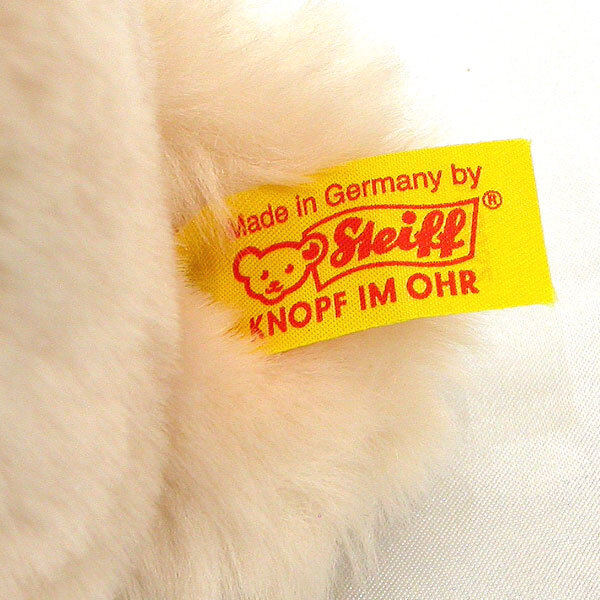 Made in Germany by
Steiff®
KNOPF IM OHR